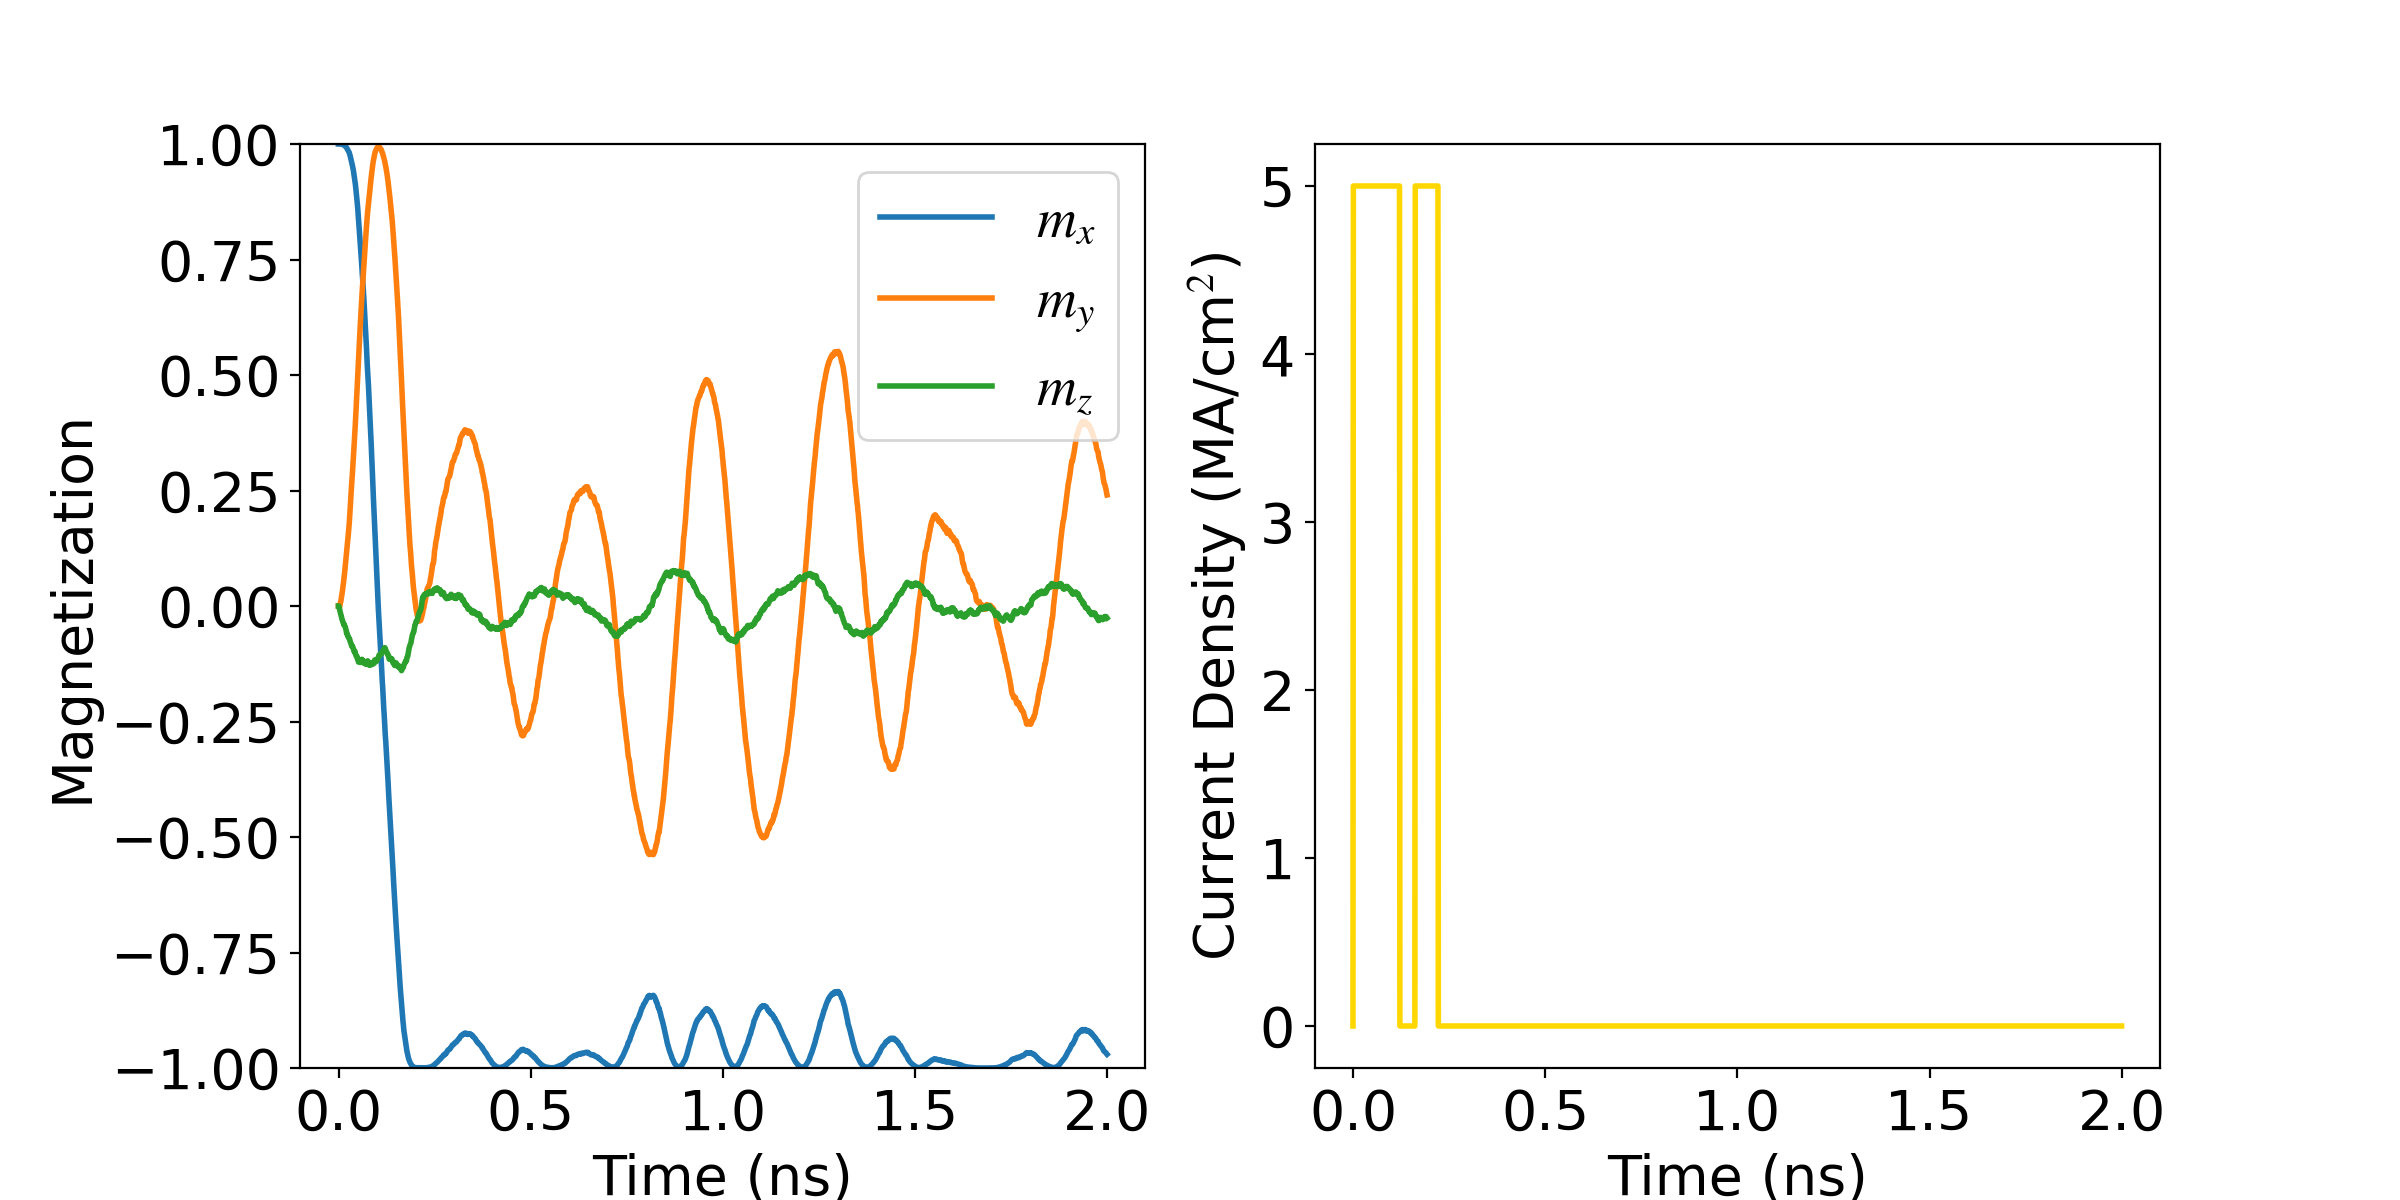 1.00
0.75
0.50
0.25
0.00
−0.25
−0.50
−0.75
−1.00
Magnetization
0.0 0.5 1.0 1.5 2.0
Time (ns)
m_x
m_y
m_z
5
4
3
2
1
0
Current Density (MA/cm²)
0.0 0.5 1.0 1.5 2.0
Time (ns)